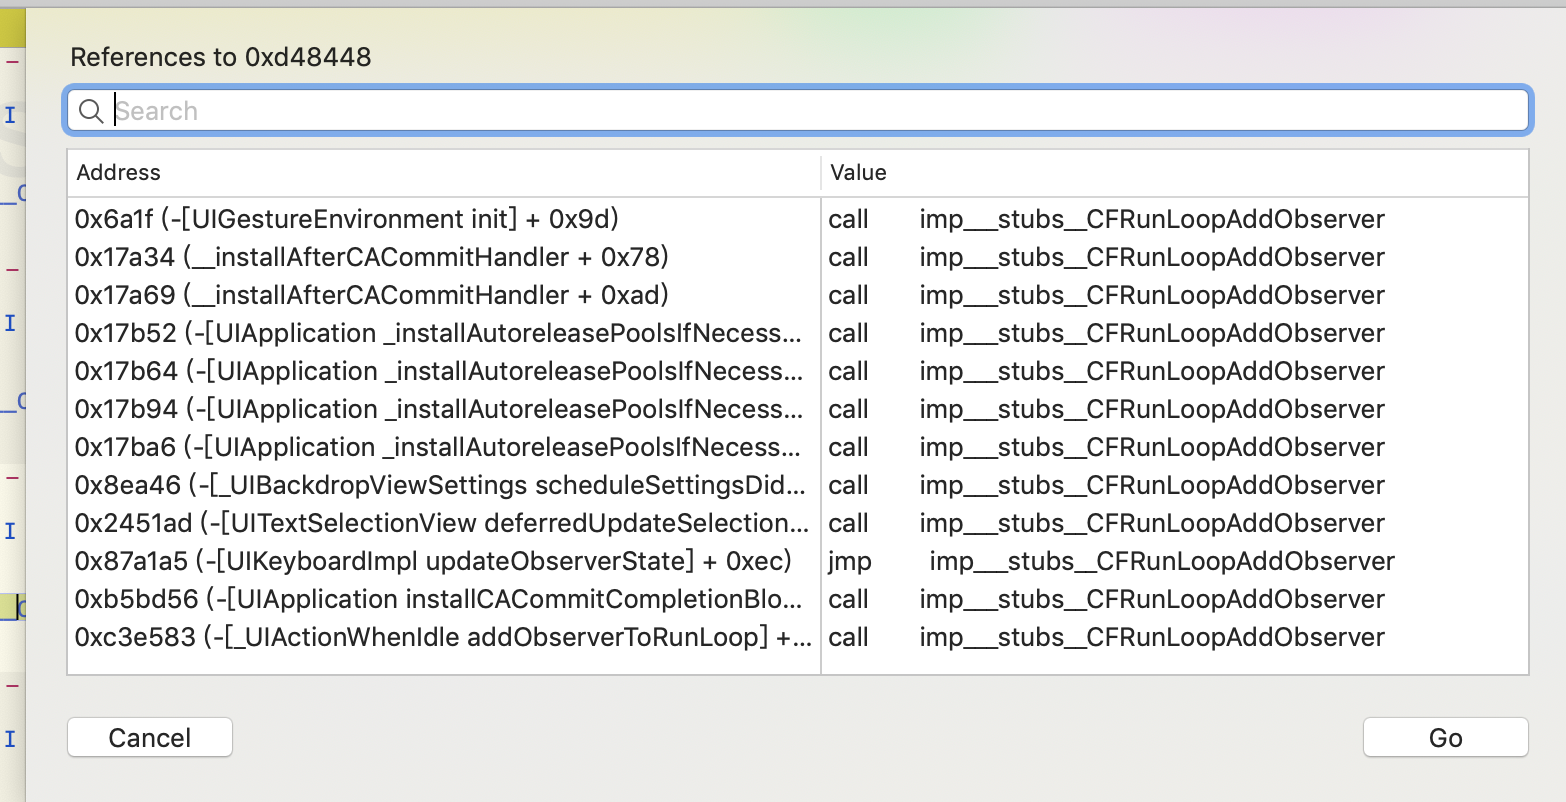 References to 0xd48448
Search
Address Value
0x6a1f (-[UIGestureEnvironment init] + 0x9d) call imp___stubs__CFRunLoopAddObserver
0x17a34 (__installAfterCACommitHandler + 0x78) call imp___stubs__CFRunLoopAddObserver
0x17a69 (__installAfterCACommitHandler + 0xad) call imp___stubs__CFRunLoopAddObserver
0x17b52 (-[UIApplication _installAutoreleasePoolsIfNecess... call imp___stubs__CFRunLoopAddObserver
0x17b64 (-[UIApplication _installAutoreleasePoolsIfNecess... call imp___stubs__CFRunLoopAddObserver
0x17b94 (-[UIApplication _installAutoreleasePoolsIfNecess... call imp___stubs__CFRunLoopAddObserver
0x17ba6 (-[UIApplication _installAutoreleasePoolsIfNecess... call imp___stubs__CFRunLoopAddObserver
0x8ea46 (-[_UIBackdropViewSettings scheduleSettingsDid... call imp___stubs__CFRunLoopAddObserver
0x2451ad (-[UITextSelectionView deferredUpdateSelection... call imp___stubs__CFRunLoopAddObserver
0x87a1a5 (-[UIKeyboardImpl updateObserverState] + 0xec) jmp imp___stubs__CFRunLoopAddObserver
0xb5bd56 (-[UIApplication installCACommitCompletionBlo... call imp___stubs__CFRunLoopAddObserver
0xc3e583 (-[_UIActionWhenIdle addObserverToRunLoop] +... call imp___stubs__CFRunLoopAddObserver
Cancel Go